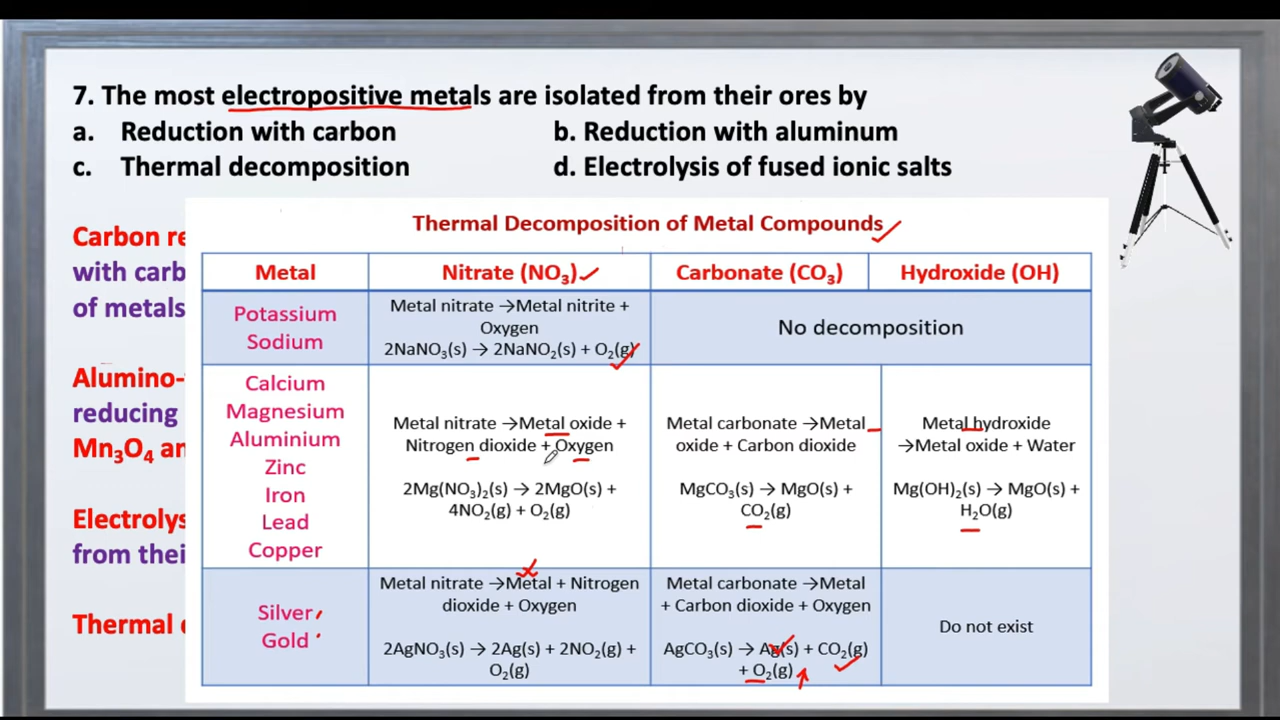 7. The most electropositive metals are isolated from their ores by
a. Reduction with carbon b. Reduction with aluminum
c. Thermal decomposition d. Electrolysis of fused ionic salts
Carbon re
with carb
of metals
Alumino-
reducing
Mn₃O₄ an
Electrolys
from thei
Thermal
Thermal Decomposition of Metal Compounds
Metal Nitrate (NO₃) Carbonate (CO₃) Hydroxide (OH)
Potassium
Sodium
Metal nitrate →Metal nitrite +
Oxygen
2NaNO₃(s) → 2NaNO₂(s) + O₂(g)
No decomposition
Calcium
Magnesium
Aluminium
Zinc
Iron
Lead
Copper
Metal nitrate →Metal oxide +
Nitrogen dioxide + Oxygen
2Mg(NO₃)₂(s) → 2MgO(s) +
4NO₂(g) + O₂(g)
Metal carbonate →Metal
oxide + Carbon dioxide
MgCO₃(s) → MgO(s) +
CO₂(g)
Metal hydroxide
→Metal oxide + Water
Mg(OH)₂(s) → MgO(s) +
H₂O(g)
Silver
Gold
Metal nitrate →Metal + Nitrogen
dioxide + Oxygen
2AgNO₃(s) → 2Ag(s) + 2NO₂(g) +
O₂(g)
Metal carbonate →Metal
+ Carbon dioxide + Oxygen
AgCO₃(s) → Ag(s) + CO₂(g)
+ O₂(g)
Do not exist